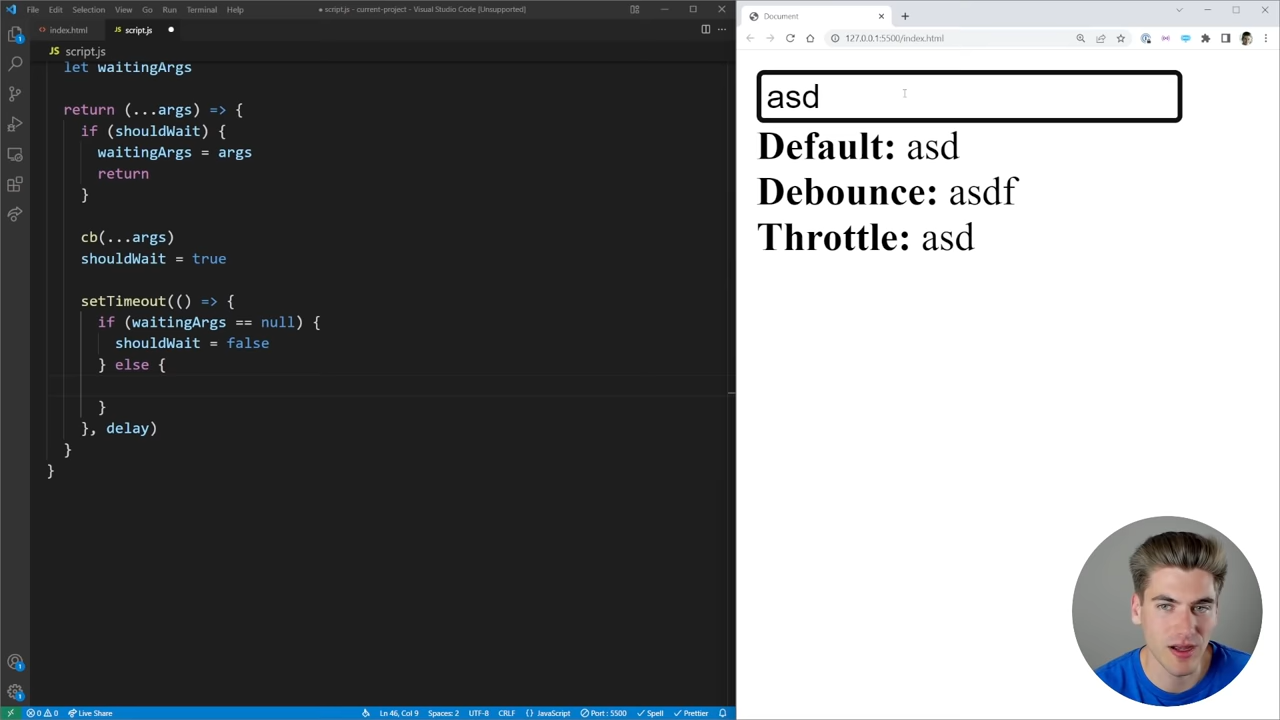 File Edit Selection View Go Run Terminal Help
script.js - current-project - Visual Studio Code [Unsupported]
index.html
script.js
script.js
let waitingArgs
return (...args) => {
if (shouldWait) {
waitingArgs = args
return
}
cb(...args)
shouldWait = true
setTimeout(() => {
if (waitingArgs == null) {
shouldWait = false
} else {
}
}, delay)
}
}
0 0 Live Share Ln 46, Col 9 Spaces: 2 UTF-8 CRLF {} JavaScript Port : 5500 Spell Prettier
Document
127.0.0.1:5500/index.html
asd
Default: asd
Debounce: asdf
Throttle: asd